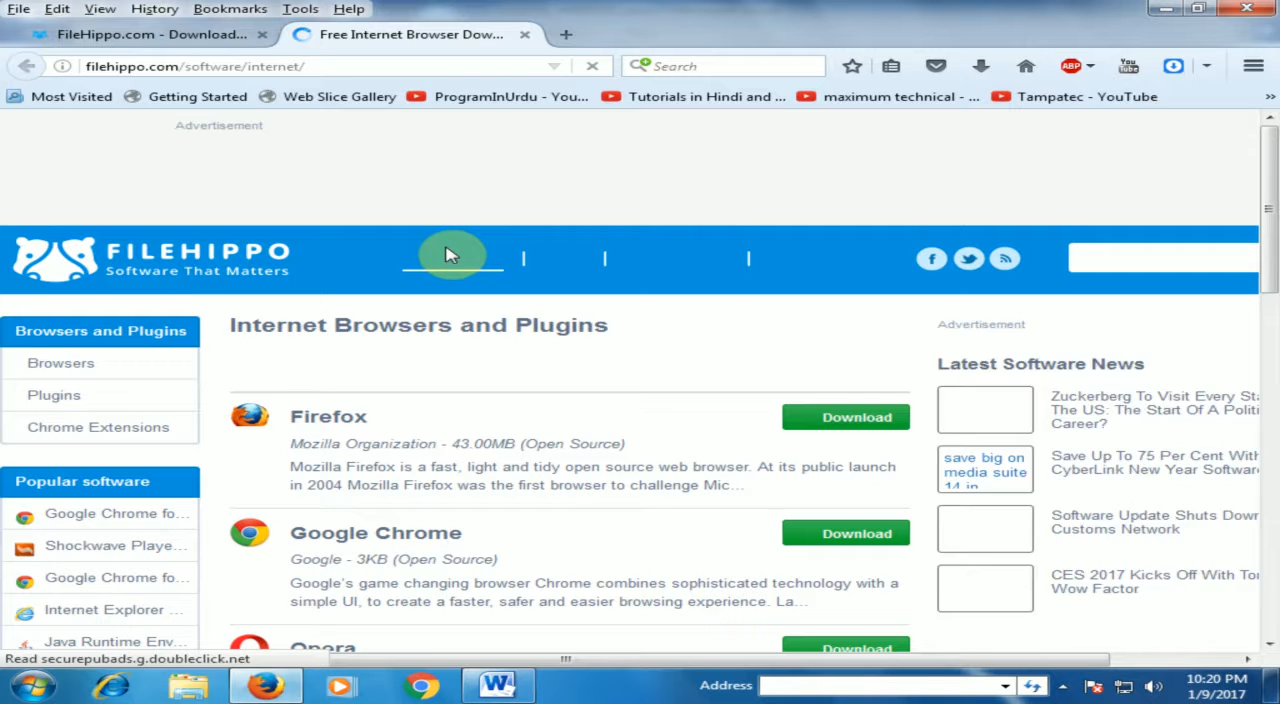 File Edit View History Bookmarks Tools Help
FileHippo.com - Download...
Free Internet Browser Dow...
filehippo.com/software/internet/
Search
ABP
You Tube
Most Visited Getting Started Web Slice Gallery ProgramInUrdu - You... Tutorials in Hindi and ... maximum technical - ... Tampatec - YouTube
Advertisement
FILEHIPPO
Software That Matters
Browsers and Plugins
Browsers
Plugins
Chrome Extensions
Popular software
Google Chrome fo...
Shockwave Playe...
Google Chrome fo...
Internet Explorer ...
Java Runtime Env...
Internet Browsers and Plugins
Firefox
Download
Mozilla Organization - 43.00MB (Open Source)
Mozilla Firefox is a fast, light and tidy open source web browser. At its public launch
in 2004 Mozilla Firefox was the first browser to challenge Mic...
Google Chrome
Download
Google - 3KB (Open Source)
Google's game changing browser Chrome combines sophisticated technology with a
simple UI, to create a faster, safer and easier browsing experience. La...
Opera
Download
Advertisement
Latest Software News
Zuckerberg To Visit Every Sta
The US: The Start Of A Politi
Career?
save big on
media suite
14 in
Save Up To 75 Per Cent With
CyberLink New Year Software
Software Update Shuts Down
Customs Network
CES 2017 Kicks Off With Ton
Wow Factor
Read securepubads.g.doubleclick.net
Address
10:20 PM
1/9/2017